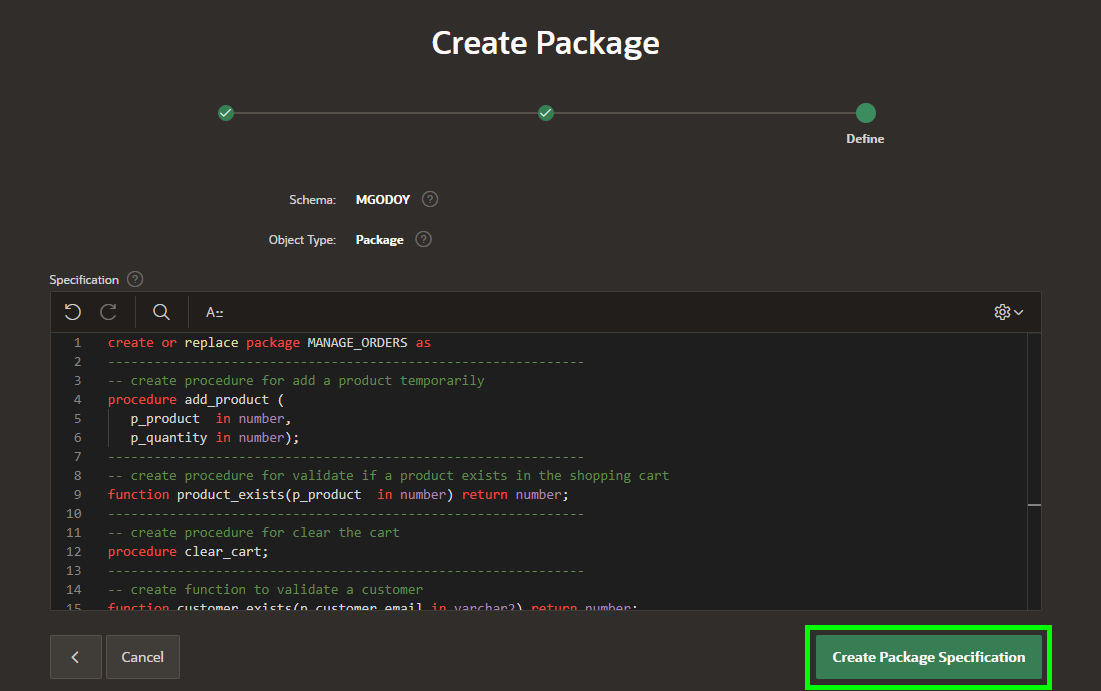 Create Package
Define
Schema: MGODOY ?
Object Type: Package ?
Specification ?
A::
1 create or replace package MANAGE_ORDERS as
2 --------------------------------------------------------------
3 -- create procedure for add a product temporarily
4 procedure add_product (
5 p_product  in number,
6 p_quantity in number);
7 --------------------------------------------------------------
8 -- create procedure for validate if a product exists in the shopping cart
9 function product_exists(p_product  in number) return number;
10 --------------------------------------------------------------
11 -- create procedure for clear the cart
12 procedure clear_cart;
13 --------------------------------------------------------------
14 -- create function to validate a customer
15 function customer_exists(p_customer_email in varchar2) return number;
Cancel
Create Package Specification